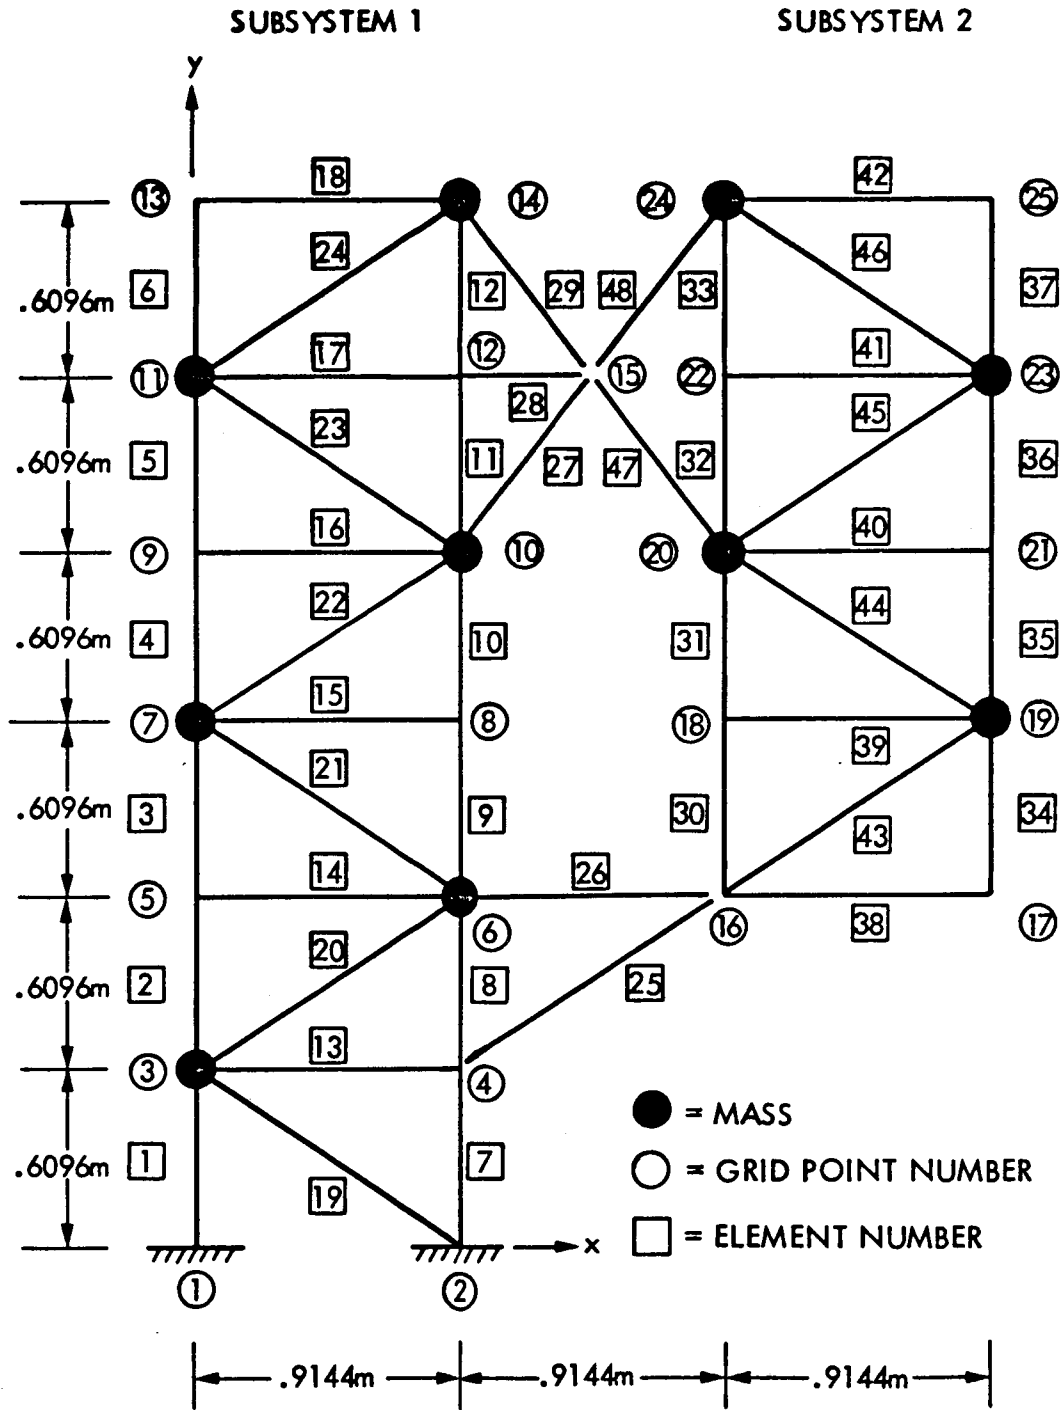 SUBSYSTEM 1 SUBSYSTEM 2
y
18 42
13 14 24 25
24 46
.6096m 6 12 29 48 33 37
17 12 41
11 15 22 23
28
23 45
.6096m 5 11 27 47 32 36
16 40
9 10 20 21
22 44
.6096m 4 10 31 35
15
7 8 18 19
21 39
.6096m 3 9 30 34
43
14 26
5
6 16 38 17
20
.6096m 2 8 25
13
3 4
= MASS
.6096m 1 7 = GRID POINT NUMBER
19
x = ELEMENT NUMBER
1 2
.9144m .9144m .9144m